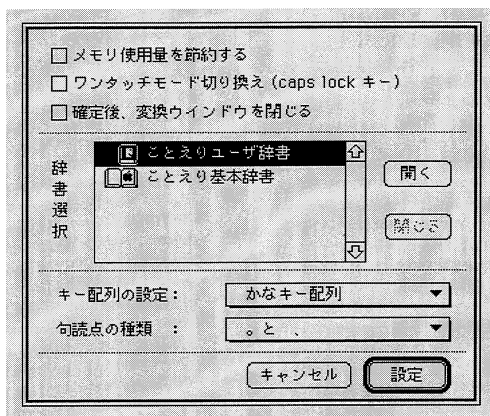 メモリ使用量を節約する
ワンタッチモード切り換え（caps lock キー）
確定後、変換ウインドウを閉じる
辞書選択
ことえりユーザ辞書
ことえり基本辞書
開く
閉じる
キー配列の設定：
かなキー配列
句読点の種類 ：
。と 、
キャンセル
設定